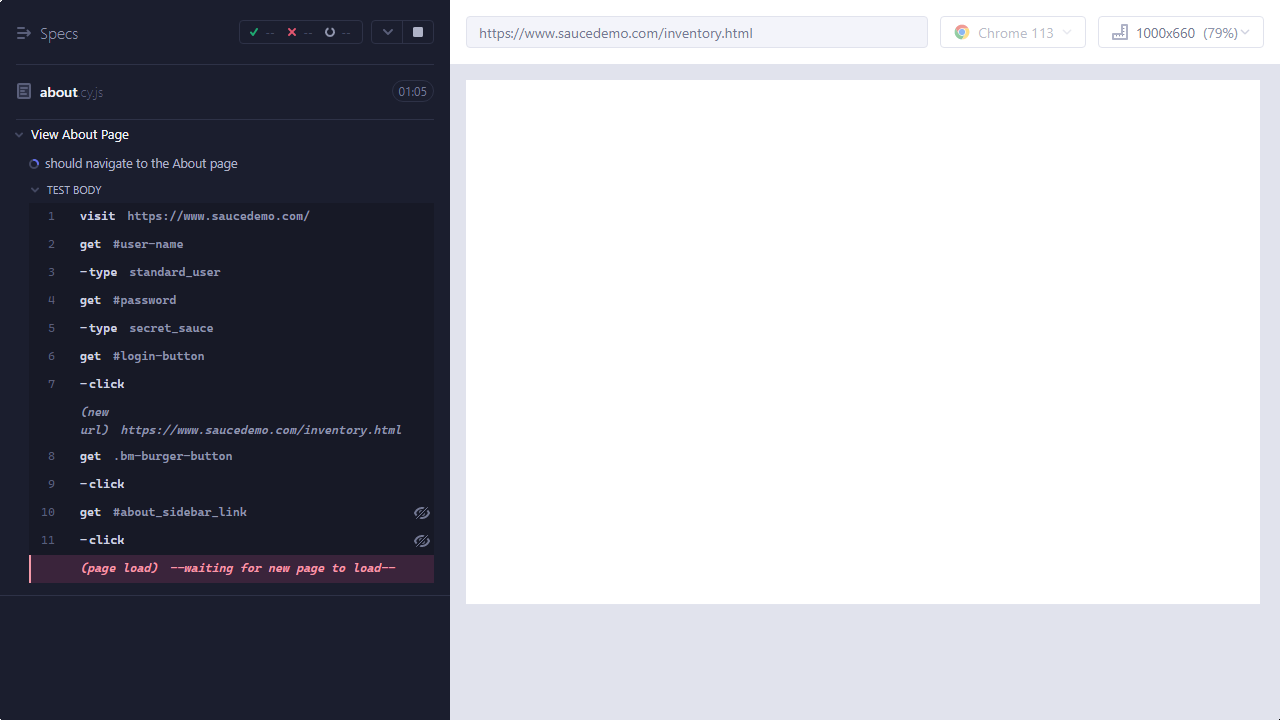 Specs
--
--
--
https://www.saucedemo.com/inventory.html
Chrome 113
1000x660 (79%)
about.cy.js
01:05
View About Page
should navigate to the About page
TEST BODY
1 visit https://www.saucedemo.com/
2 get #user-name
3 -type standard_user
4 get #password
5 -type secret_sauce
6 get #login-button
7 -click
(new
url) https://www.saucedemo.com/inventory.html
8 get .bm-burger-button
9 -click
10 get #about_sidebar_link
11 -click
(page load) --waiting for new page to load--